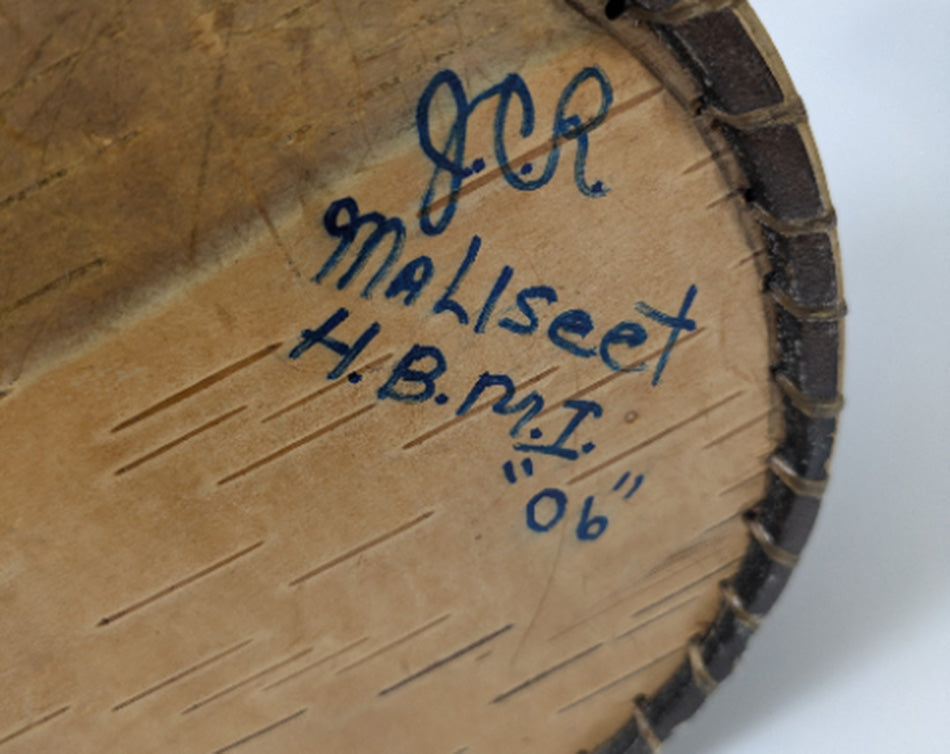 J.C.R.
MaLIseet
H.B.M.I.
"06"